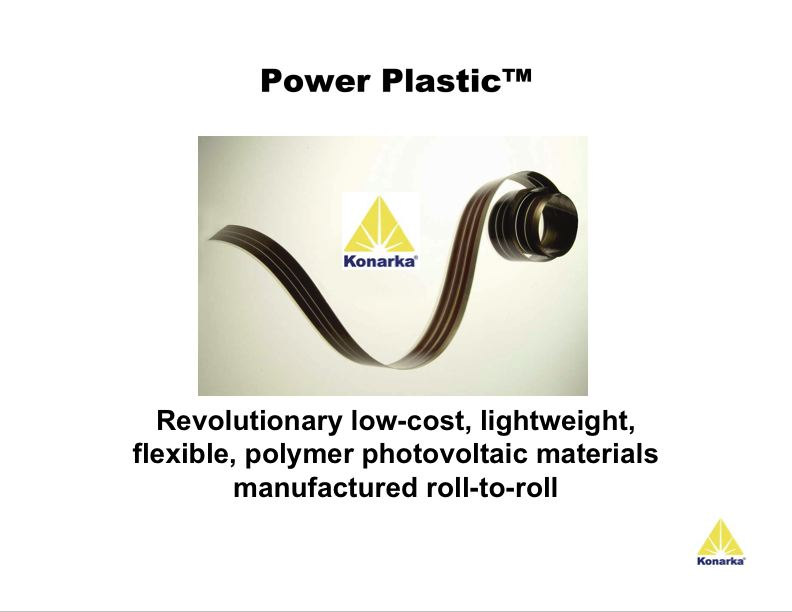 Power Plastic™
Konarka®
Revolutionary low-cost, lightweight,
flexible, polymer photovoltaic materials
manufactured roll-to-roll
Konarka®